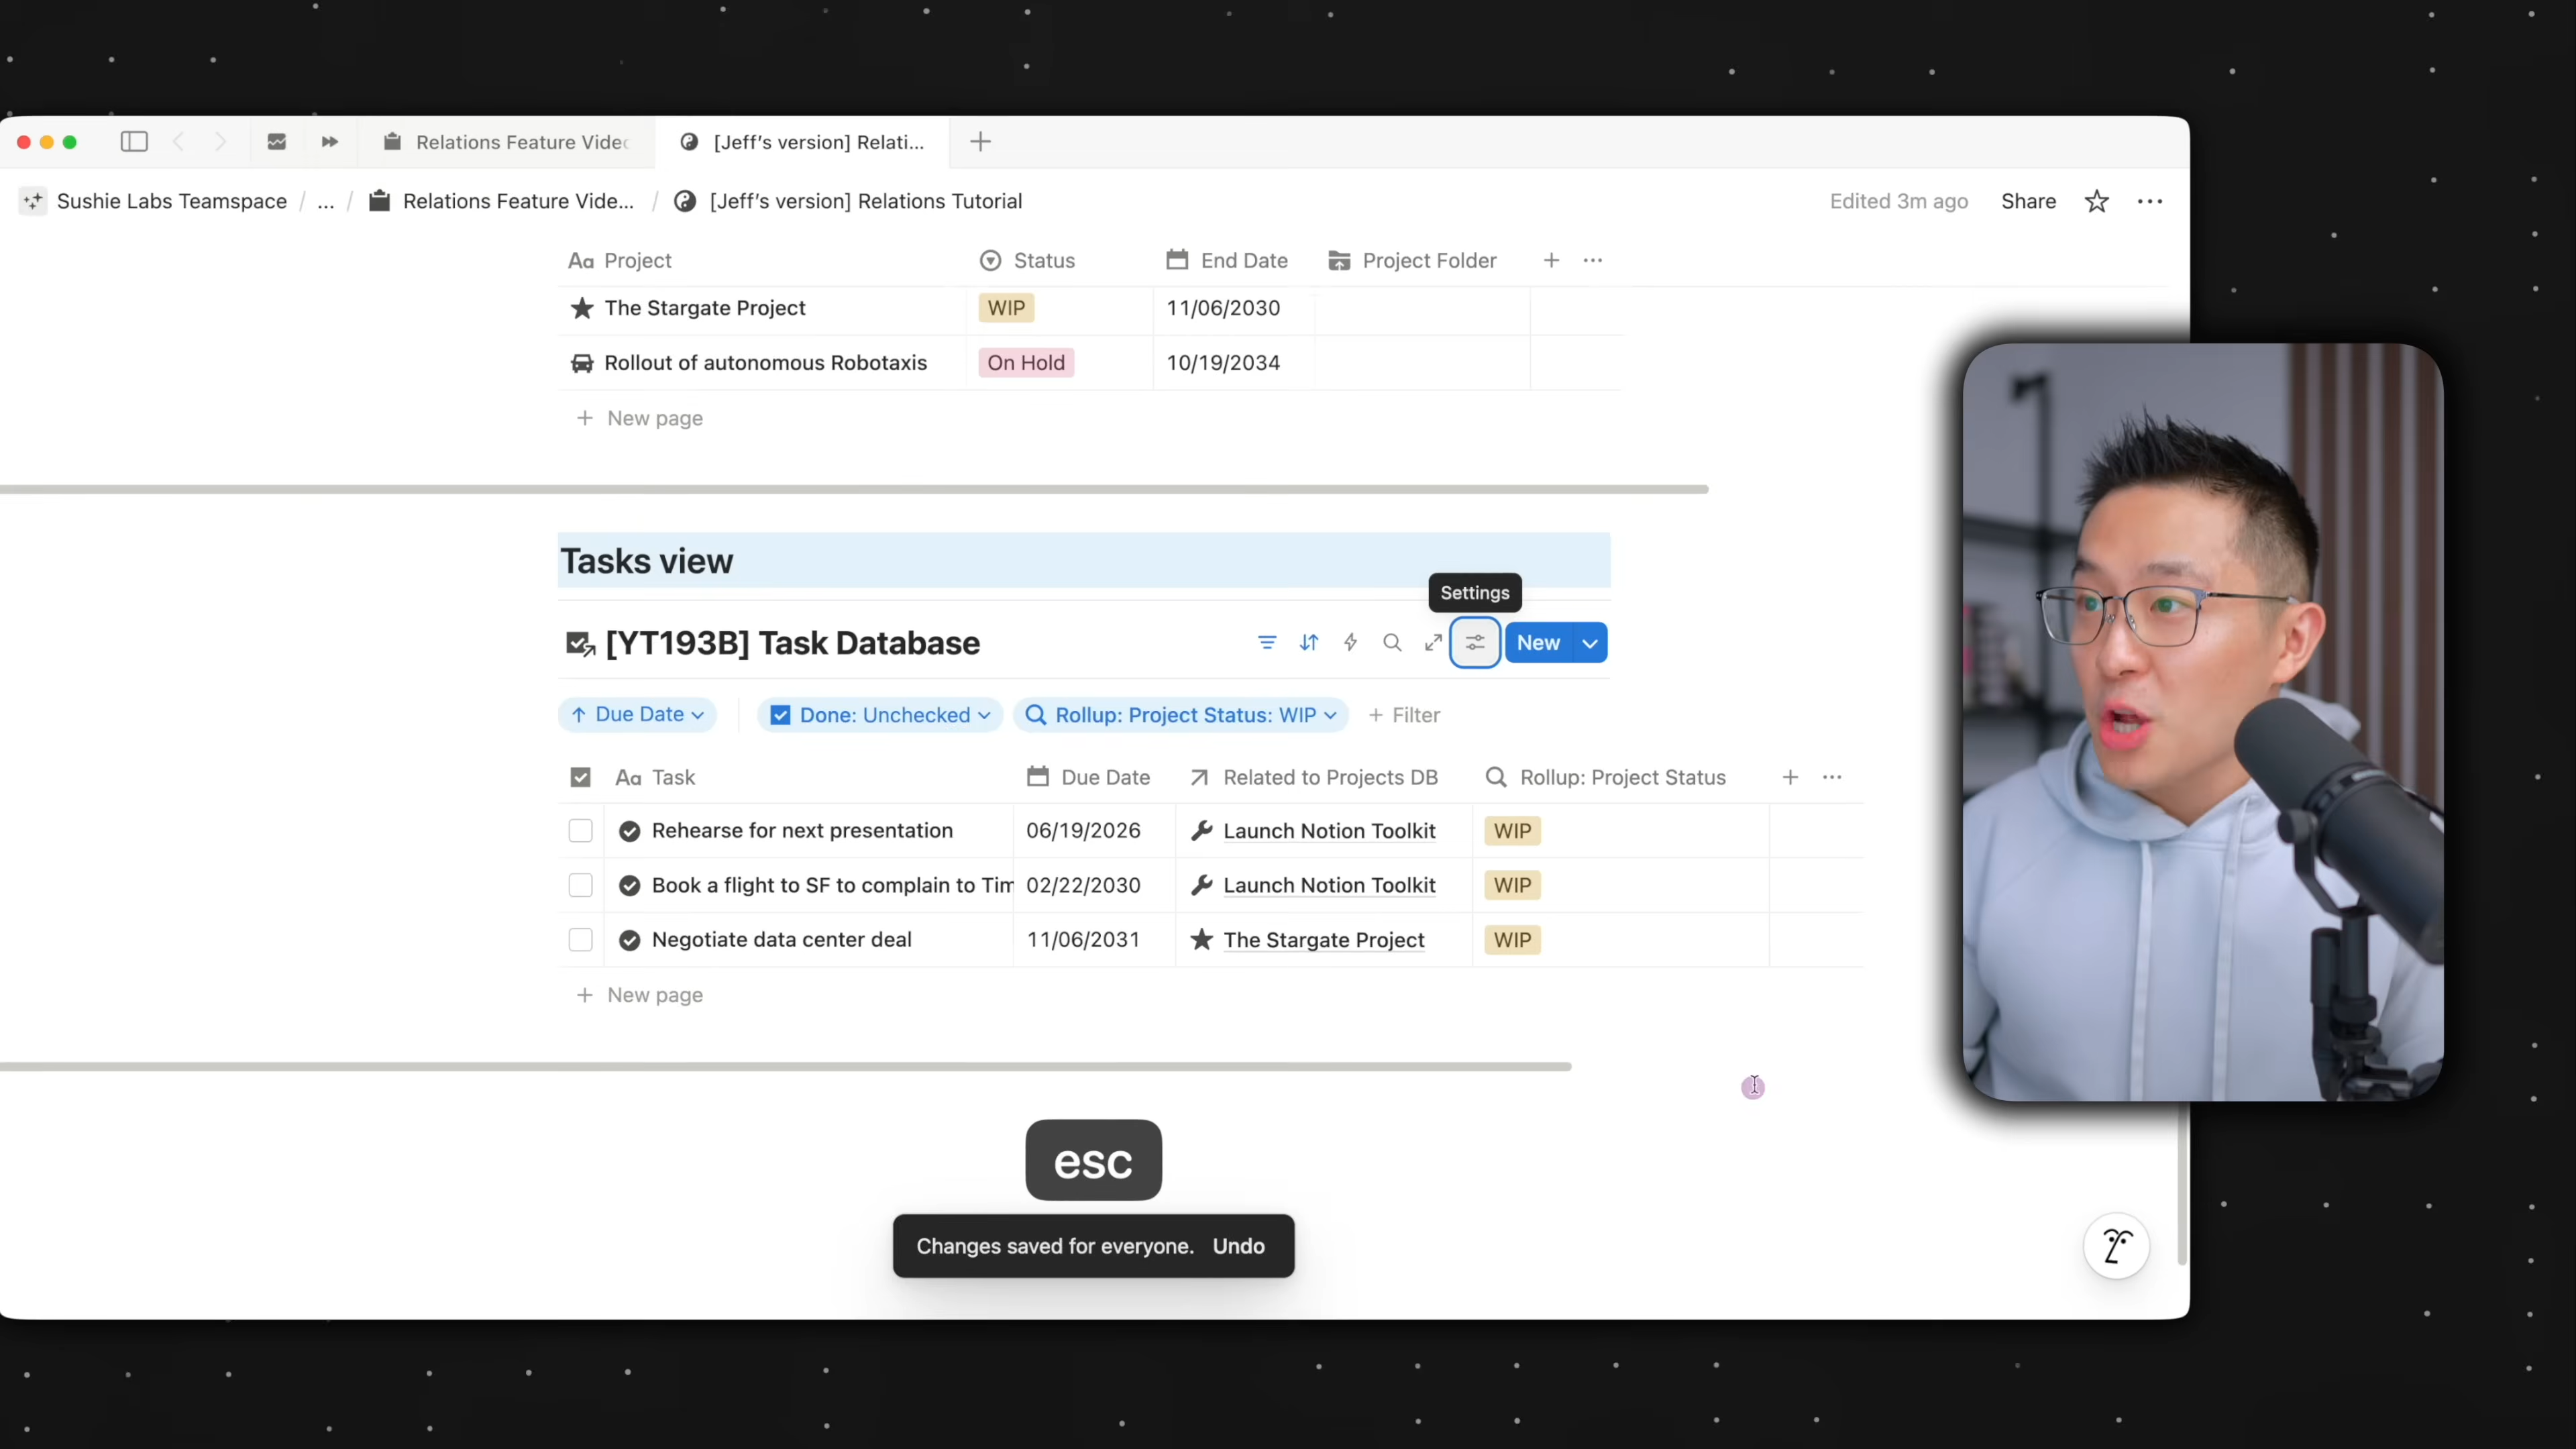 Relations Feature Videc
[Jeff's version] Relati...
Sushie Labs Teamspace / ... / Relations Feature Vide... / [Jeff's version] Relations Tutorial
Edited 3m ago Share
Aa Project Status End Date Project Folder
The Stargate Project WIP 11/06/2030
Rollout of autonomous Robotaxis On Hold 10/19/2034
+ New page
Tasks view
Settings
[YT193B] Task Database
New
Due Date Done: Unchecked Rollup: Project Status: WIP + Filter
Aa Task Due Date Related to Projects DB Rollup: Project Status
Rehearse for next presentation 06/19/2026 Launch Notion Toolkit WIP
Book a flight to SF to complain to Tim 02/22/2030 Launch Notion Toolkit WIP
Negotiate data center deal 11/06/2031 The Stargate Project WIP
+ New page
esc
Changes saved for everyone. Undo